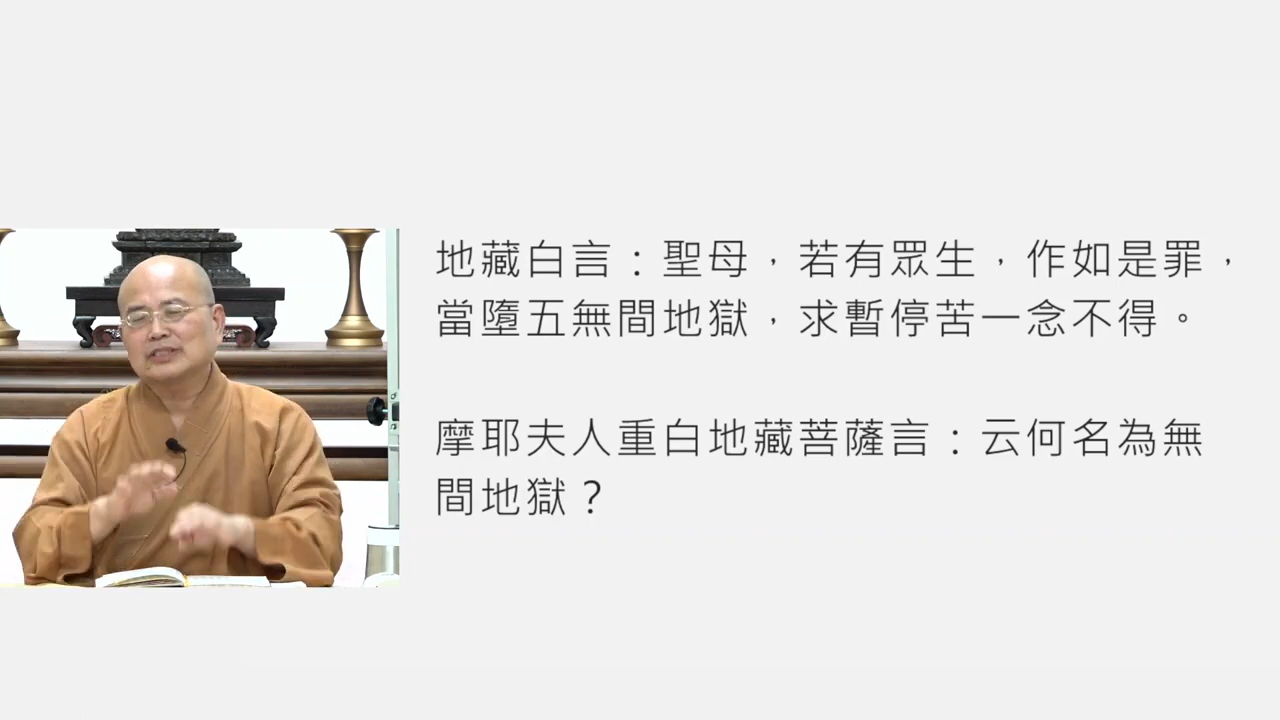 地藏白言：聖母，若有眾生，作如是罪，
當墮五無間地獄，求暫停苦一念不得。
摩耶夫人重白地藏菩薩言：云何名為無
間地獄？